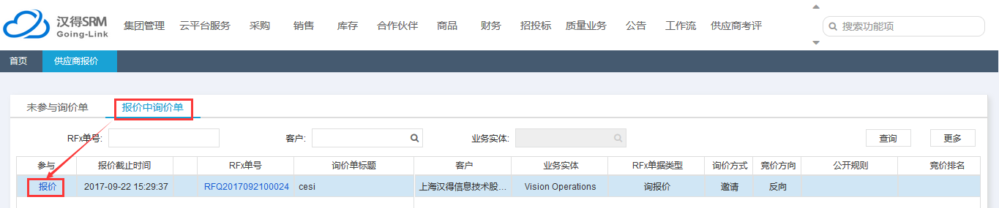 汉得SRM
Going-Link
集团管理 云平台服务 采购 销售 库存 合作伙伴 商品 财务 招投标 质量业务 公告 工作流 供应商考评
搜索功能项
首页 供应商报价
未参与询价单 报价中询价单
RFx单号: 客户: 业务实体: 查询 更多
参与 报价截止时间 RFx单号 询价单标题 客户 业务实体 RFx单据类型 询价方式 竞价方向 公开规则 竞价排名
报价 2017-09-22 15:29:37 RFQ2017092100024 cesi 上海汉得信息技术股... Vision Operations 询报价 邀请 反向